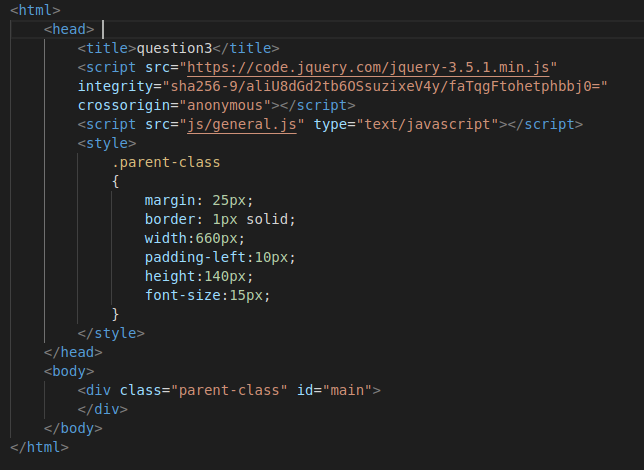 <html>
<head>
<title>question3</title>
<script src="https://code.jquery.com/jquery-3.5.1.min.js"
integrity="sha256-9/aliU8dGd2tb6OSsuzixeV4y/faTqgFtohetphbbj0="
crossorigin="anonymous"></script>
<script src="js/general.js" type="text/javascript"></script>
<style>
.parent-class
{
margin: 25px;
border: 1px solid;
width:660px;
padding-left:10px;
height:140px;
font-size:15px;
}
</style>
</head>
<body>
<div class="parent-class" id="main">
</div>
</body>
</html>